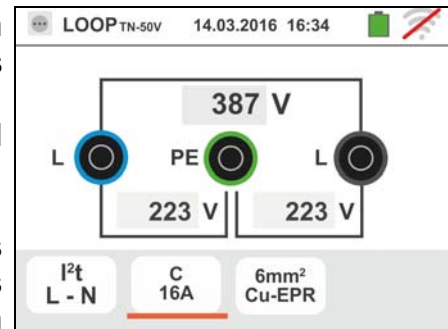 LOOP TN-50V 14.03.2016 16:34
387 V
L PE L
223 V 223 V
I²t C 6mm²
L - N 16A Cu-EPR